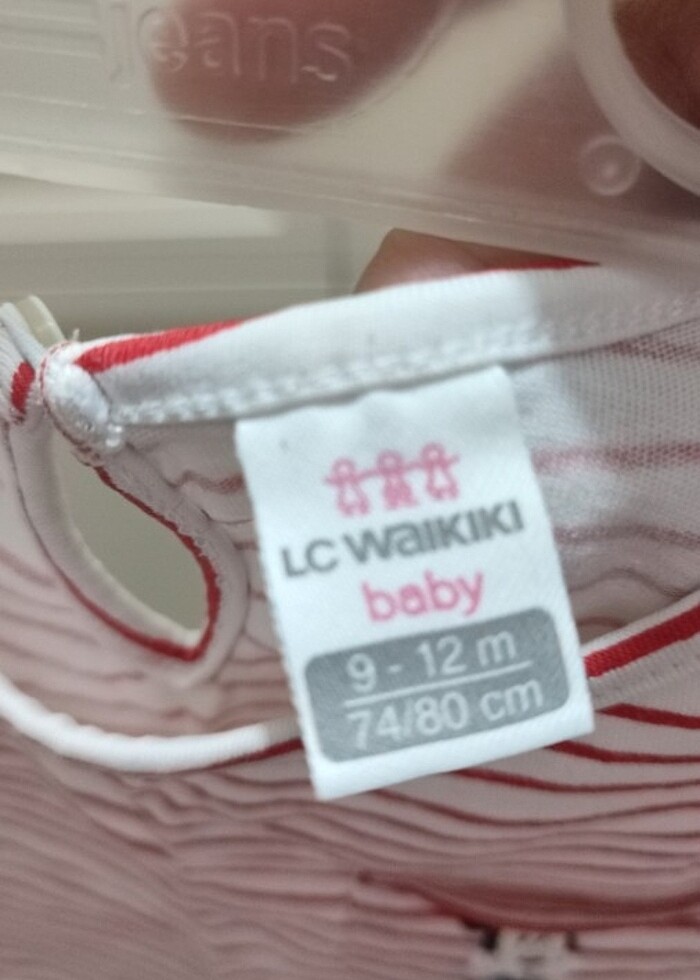 jeans
LC WAIKIKI
baby
9 - 12 m
74/80 cm